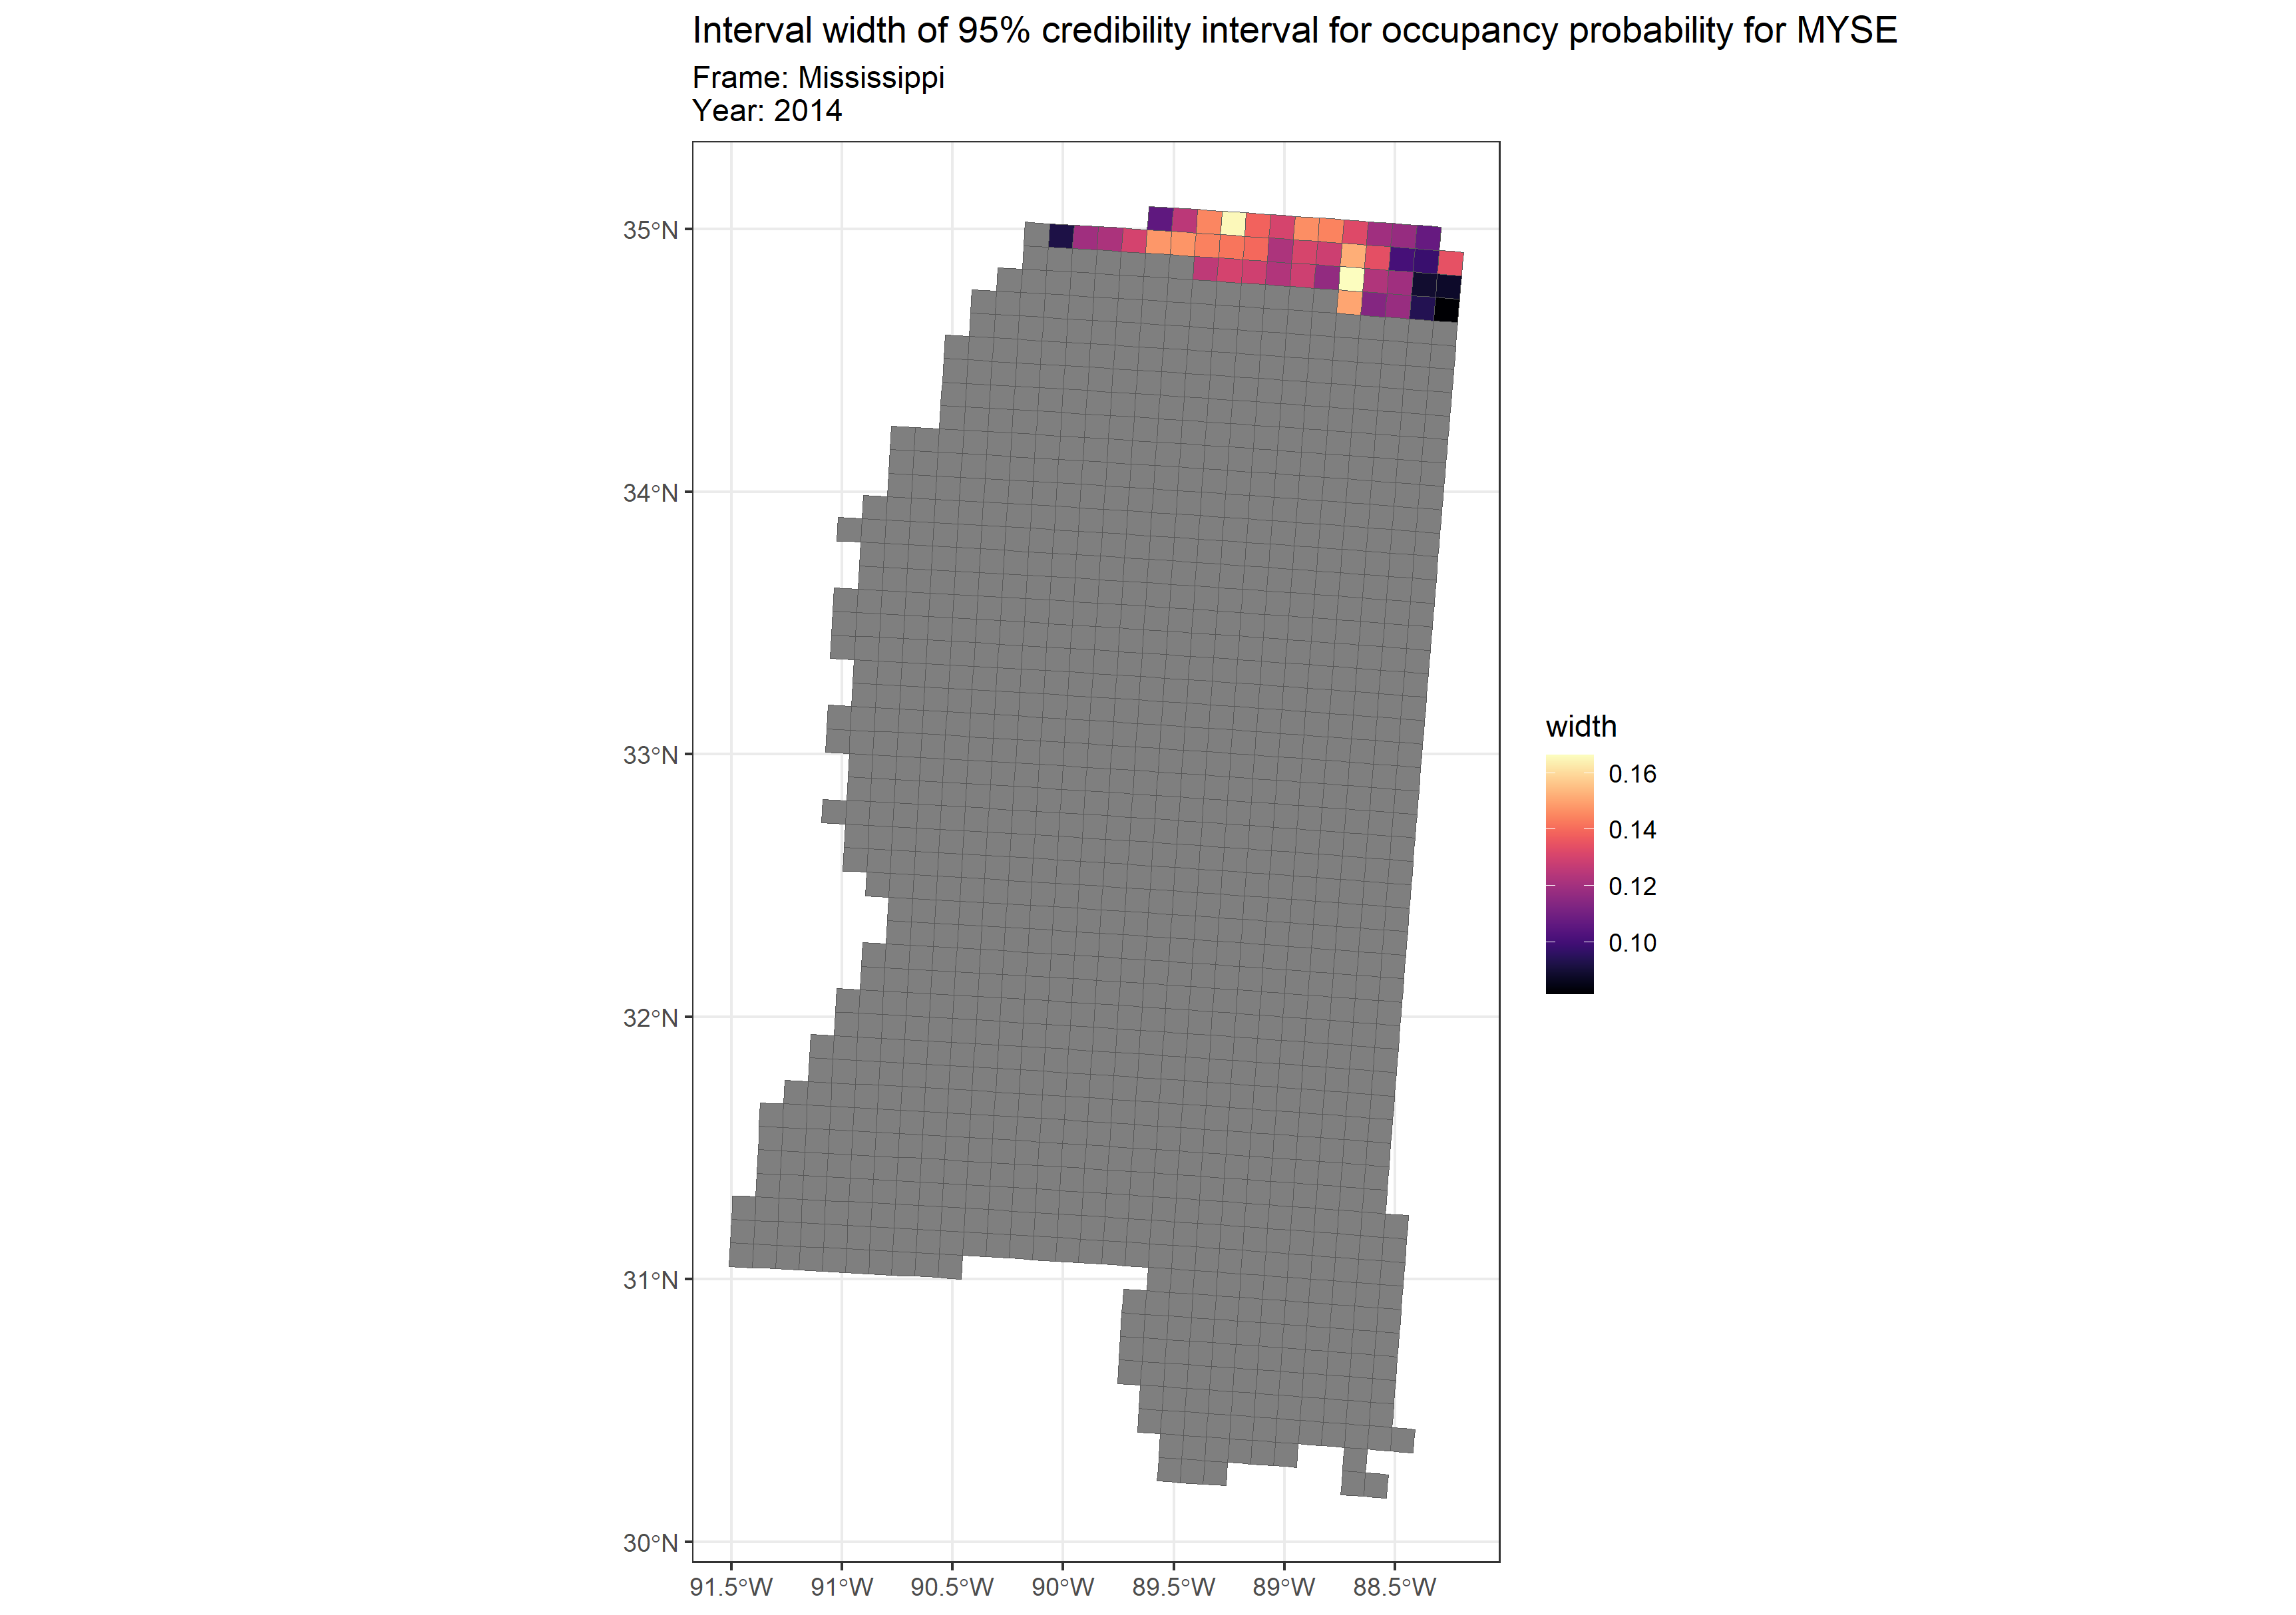 Interval width of 95% credibility interval for occupancy probability for MYSE
Frame: Mississippi
Year: 2014
35°N
34°N
33°N
32°N
31°N
30°N
91.5°W
91°W
90.5°W
90°W
89.5°W
89°W
88.5°W
width
0.16
0.14
0.12
0.10